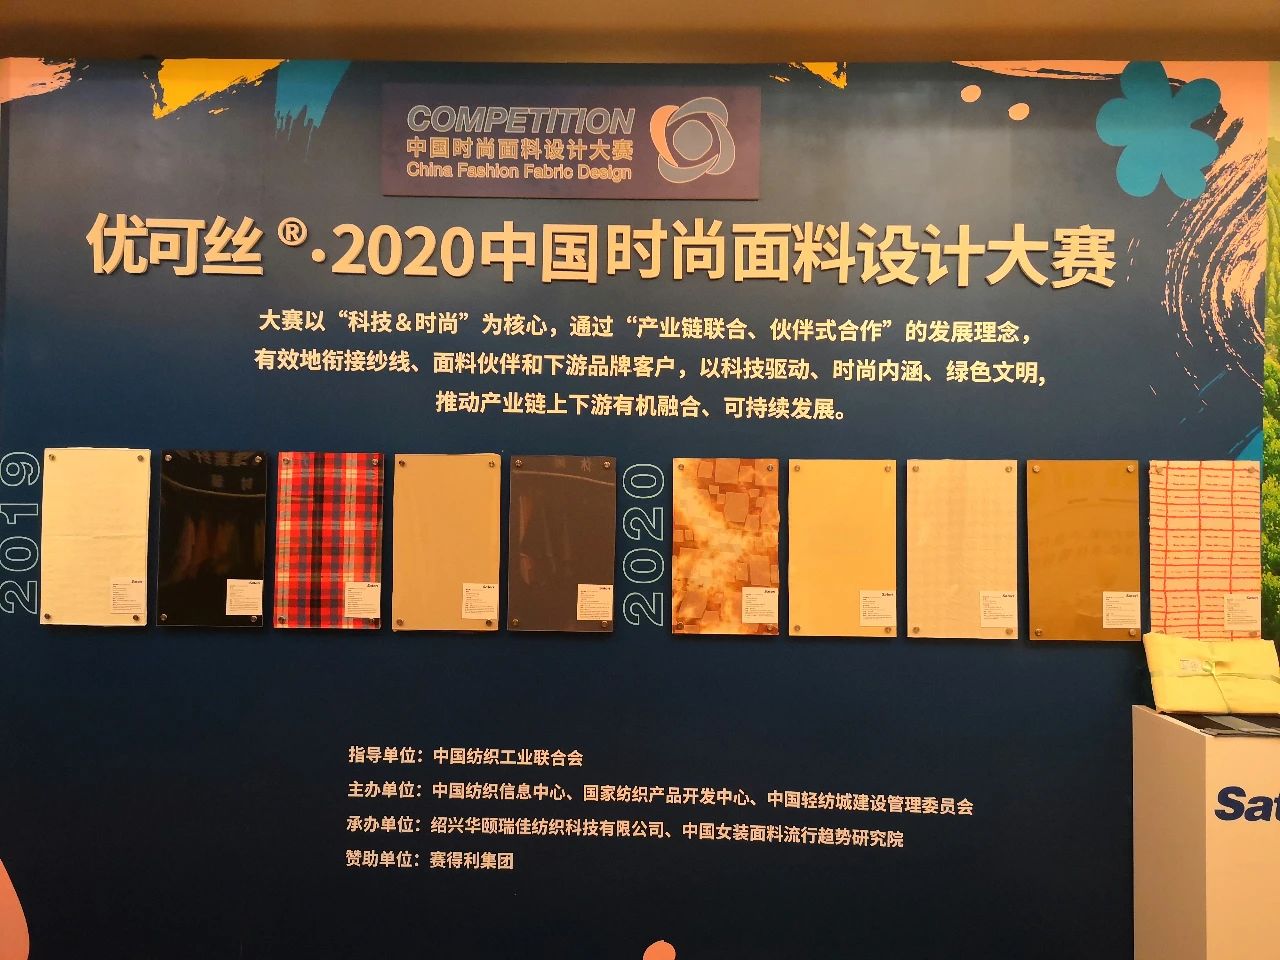 COMPETITION
中国时尚面料设计大赛
China Fashion Fabric Design
优可丝®·2020中国时尚面料设计大赛
大赛以“科技＆时尚”为核心，通过“产业链联合、伙伴式合作”的发展理念，
有效地衔接纱线、面料伙伴和下游品牌客户，以科技驱动、时尚内涵、绿色文明,
推动产业链上下游有机融合、可持续发展。
2019
2020
Sateri
Sateri
Sateri
Sateri
Sateri
Sateri
Sateri
Sateri
Sateri
Sateri
指导单位：中国纺织工业联合会
主办单位：中国纺织信息中心、国家纺织产品开发中心、中国轻纺城建设管理委员会
承办单位：绍兴华颐瑞佳纺织科技有限公司、中国女装面料流行趋势研究院
赞助单位：赛得利集团
Sat